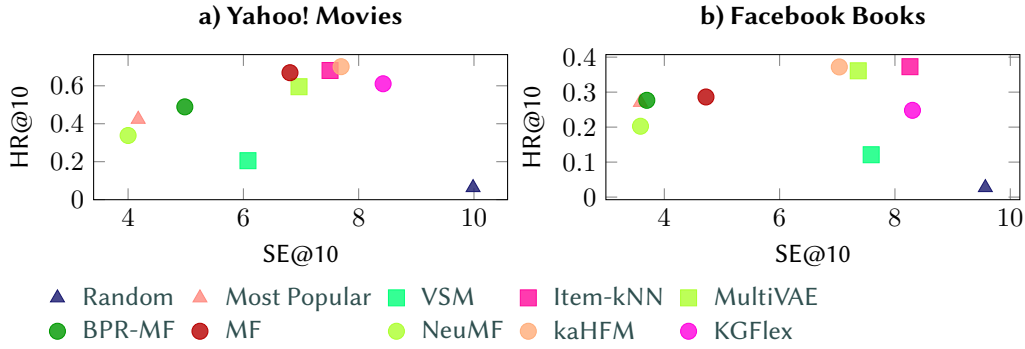 a) Yahoo! Movies
b) Facebook Books
HR@10
0.6
0.4
0.2
0
4 6 8 10
SE@10
HR@10
0.4
0.3
0.2
0.1
0
4 6 8 10
SE@10
Random Most Popular VSM Item-kNN MultiVAE
BPR-MF MF NeuMF kaHFM KGFlex